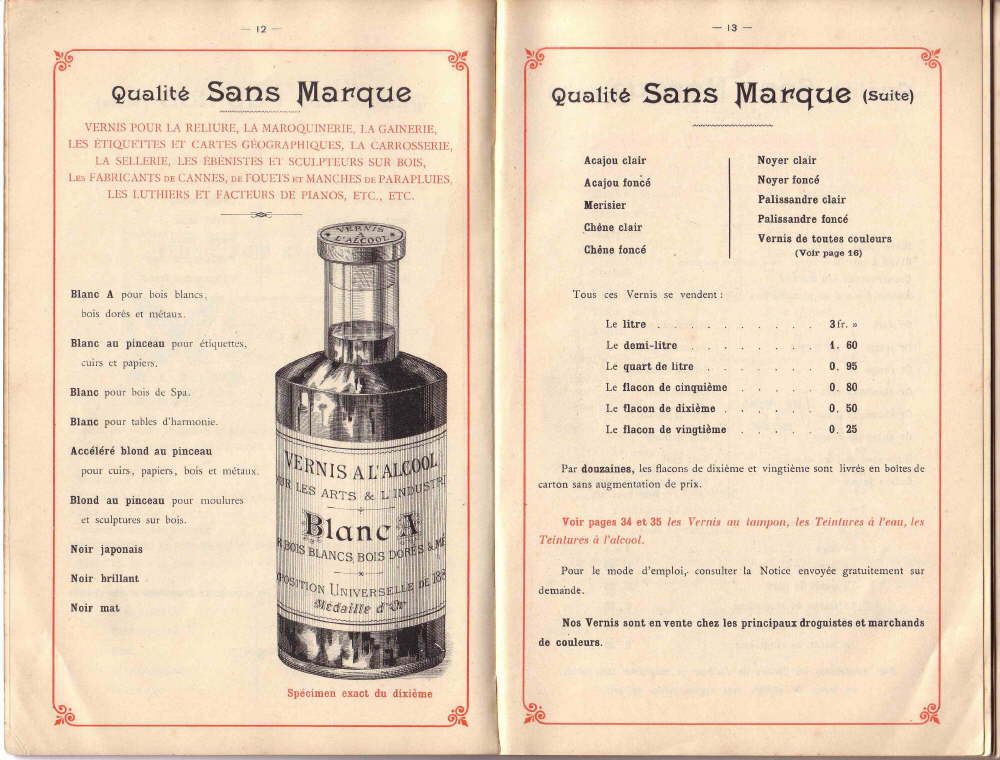 — 12 —
Qualité Sans Marque
VERNIS POUR LA RELIURE, LA MAROQUINERIE, LA GAINERIE,
LES ÉTIQUETTES ET CARTES GÉOGRAPHIQUES, LA CARROSSERIE,
LA SELLERIE, LES ÉBÉNISTES ET SCULPTEURS SUR BOIS,
LES FABRICANTS DE CANNES, DE FOUETS ET MANCHES DE PARAPLUIES,
LES LUTHIERS ET FACTEURS DE PIANOS, ETC., ETC.
Blanc A pour bois blancs,
bois dorés et métaux.
Blanc au pinceau pour étiquettes,
cuirs et papiers.
Blanc pour bois de Spa.
Blanc pour tables d'harmonie.
Accéléré blond au pinceau
pour cuirs, papiers, bois et métaux.
Blond au pinceau pour moulures
et sculptures sur bois.
Noir japonais
Noir brillant
Noir mat
VERNIS
À
L'ALCOOL
VERNIS A L'ALCOOL
UR LES ARTS & L INDUSTRI
Blanc A
R BOIS BLANCS, BOIS DORÉS & MÉ
POSITION UNIVERSELLE DE 188
Médaille d'Or
Spécimen exact du dixième
— 13 —
Qualité Sans Marque (Suite)
Acajou clair
Acajou foncé
Merisier
Chêne clair
Chêne foncé
Noyer clair
Noyer foncé
Palissandre clair
Palissandre foncé
Vernis de toutes couleurs
(Voir page 16)
Tous ces Vernis se vendent :
Le litre . . . . . . . . . . 3 fr. »
Le demi-litre . . . . . . . 1. 60
Le quart de litre . . . . . . 0. 95
Le flacon de cinquième . . . . . 0. 80
Le flacon de dixième . . . . . . 0. 50
Le flacon de vingtième . . . . . 0. 25
Par douzaines, les flacons de dixième et vingtième sont livrés en boîtes de
carton sans augmentation de prix.
Voir pages 34 et 35 les Vernis au tampon, les Teintures à l'eau, les
Teintures à l'alcool.
Pour le mode d'emploi, consulter la Notice envoyée gratuitement sur
demande.
Nos Vernis sont en vente chez les principaux droguistes et marchands
de couleurs.